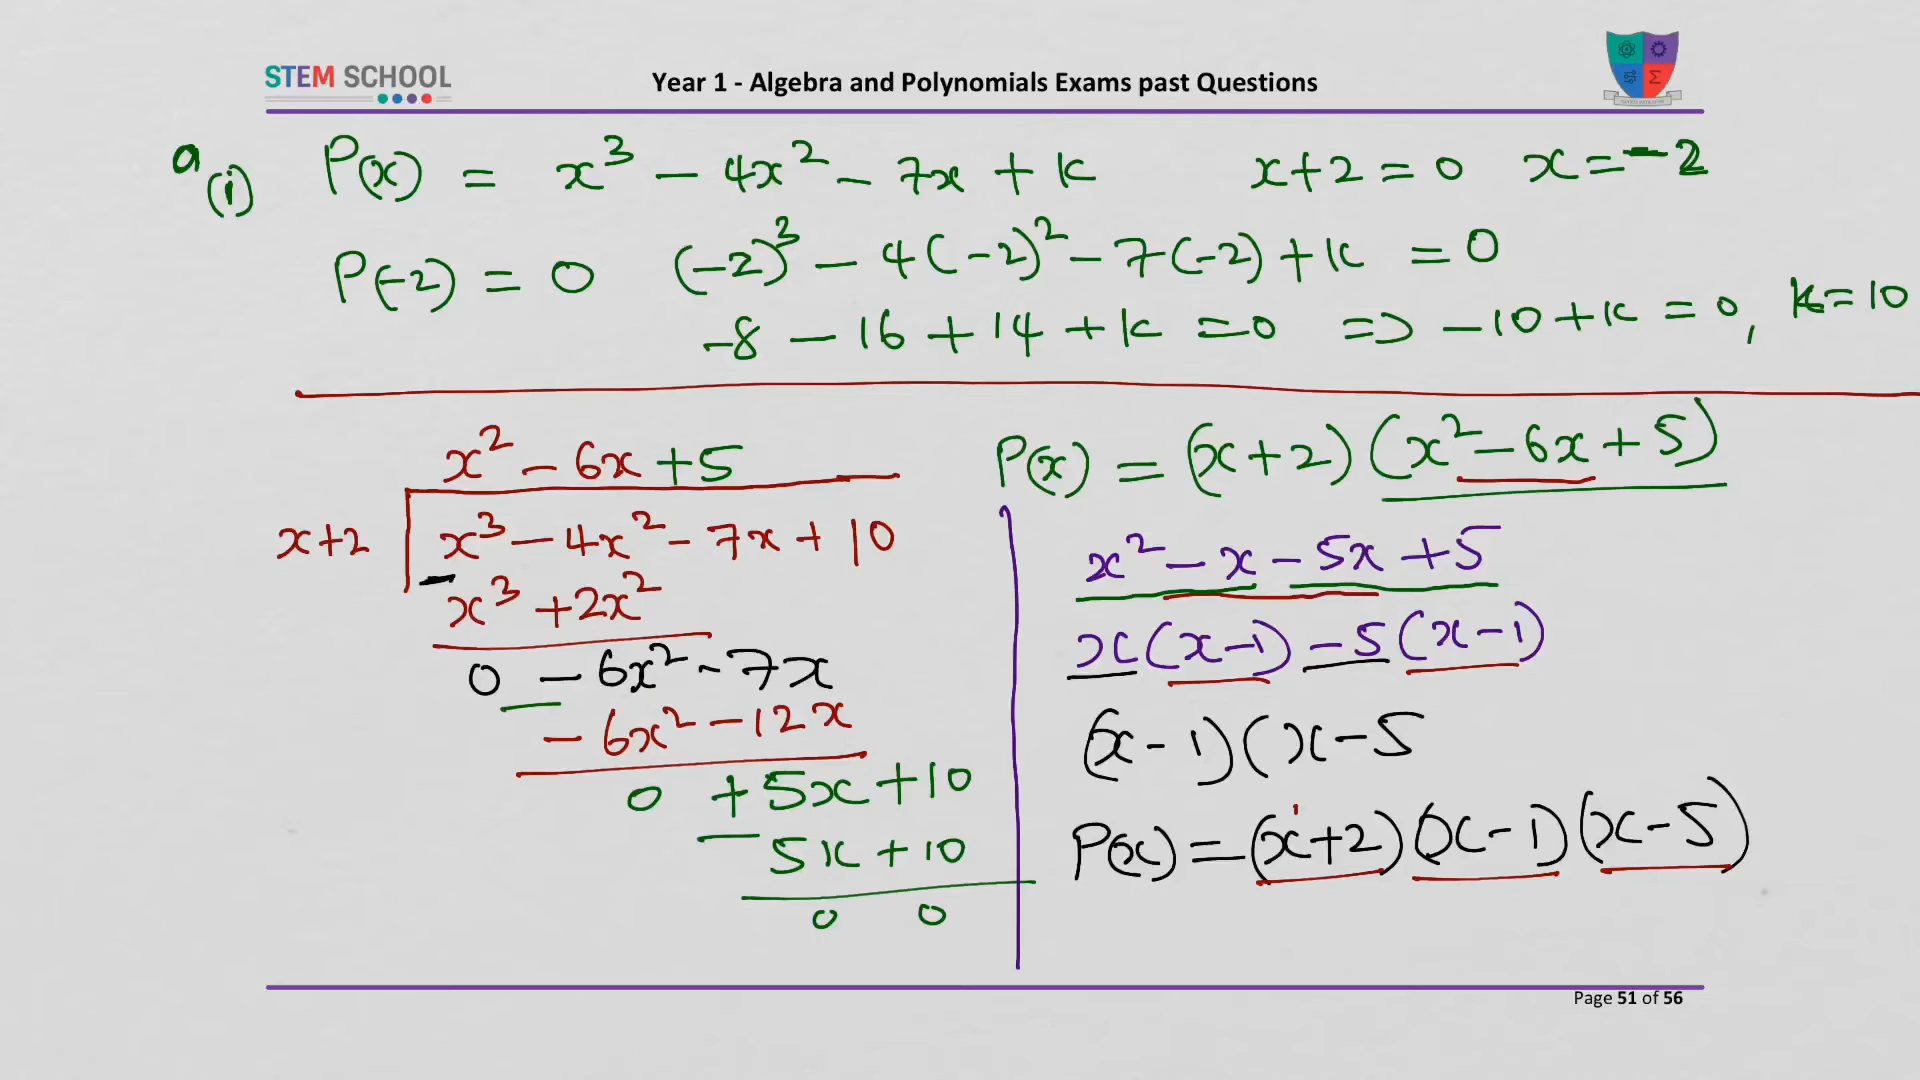 STEM SCHOOL
Year 1 - Algebra and Polynomials Exams past Questions
a(i) P(x) = x³ - 4x² - 7x + k x+2 = 0 x = -2
P(-2) = 0 (-2)³ - 4(-2)² - 7(-2) + k = 0
-8 - 16 + 14 + k = 0 => -10 + k = 0, k = 10
x² - 6x + 5
x+2 x³ - 4x² - 7x + 10
- x³ + 2x²
0 - 6x² - 7x
- 6x² - 12x
0 + 5x + 10
5x + 10
0 0
P(x) = (x+2)(x² - 6x + 5)
x² - x - 5x + 5
x(x-1) - 5(x-1)
(x-1)(x-5
P(x) = (x+2)(x-1)(x-5)
Page 51 of 56